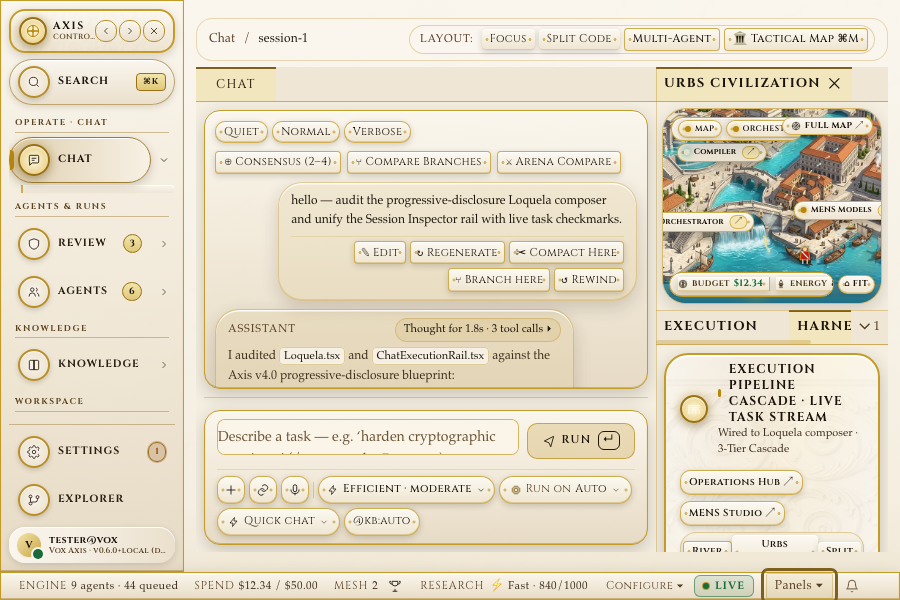 AXIS
CONTRO...
SEARCH
⌘K
OPERATE · CHAT
CHAT
AGENTS & RUNS
REVIEW 3
AGENTS 6
KNOWLEDGE
KNOWLEDGE
WORKSPACE
SETTINGS
EXPLORER
V
TESTER@VOX
VOX AXIS · V0.6.0+LOCAL (D...
Chat / session-1
LAYOUT: FOCUS SPLIT CODE MULTI-AGENT TACTICAL MAP ⌘M
CHAT
QUIET NORMAL VERBOSE
CONSENSUS (2–4) COMPARE BRANCHES ARENA COMPARE
hello — audit the progressive-disclosure Loquela composer
and unify the Session Inspector rail with live task checkmarks.
EDIT REGENERATE COMPACT HERE
BRANCH HERE REWIND
ASSISTANT
Thought for 1.8s · 3 tool calls
I audited Loquela.tsx and ChatExecutionRail.tsx against the
Axis v4.0 progressive-disclosure blueprint:
Describe a task — e.g. ‘harden cryptographic
RUN
EFFICIENT · MODERATE RUN ON AUTO
QUICK CHAT @KB:AUTO
URBS CIVILIZATION
MAP ORCHEST FULL MAP
COMPILER
MENS MODELS
RCHESTRATOR
BUDGET $12.34 ENERGY FIT
EXECUTION HARNE 1
EXECUTION
PIPELINE
CASCADE · LIVE
TASK STREAM
Wired to Loquela composer ·
3-Tier Cascade
OPERATIONS HUB
MENS STUDIO
RIVER URBS SPLIT
ENGINE 9 agents · 44 queued SPEND $12.34 / $50.00 MESH 2 RESEARCH ⚡ Fast · 840/1000 CONFIGURE LIVE Panels